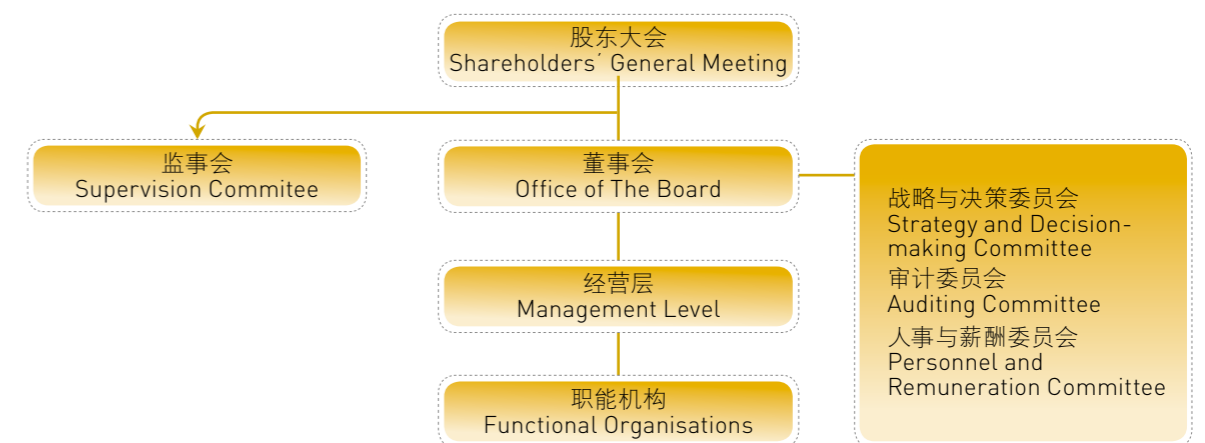 股东大会
Shareholders´ General Meeting
监事会
Supervision Commitee
董事会
Office of The Board
战略与决策委员会
Strategy and Decision-
making Committee
审计委员会
Auditing Committee
人事与薪酬委员会
Personnel and
Remuneration Committee
经营层
Management Level
职能机构
Functional Organisations